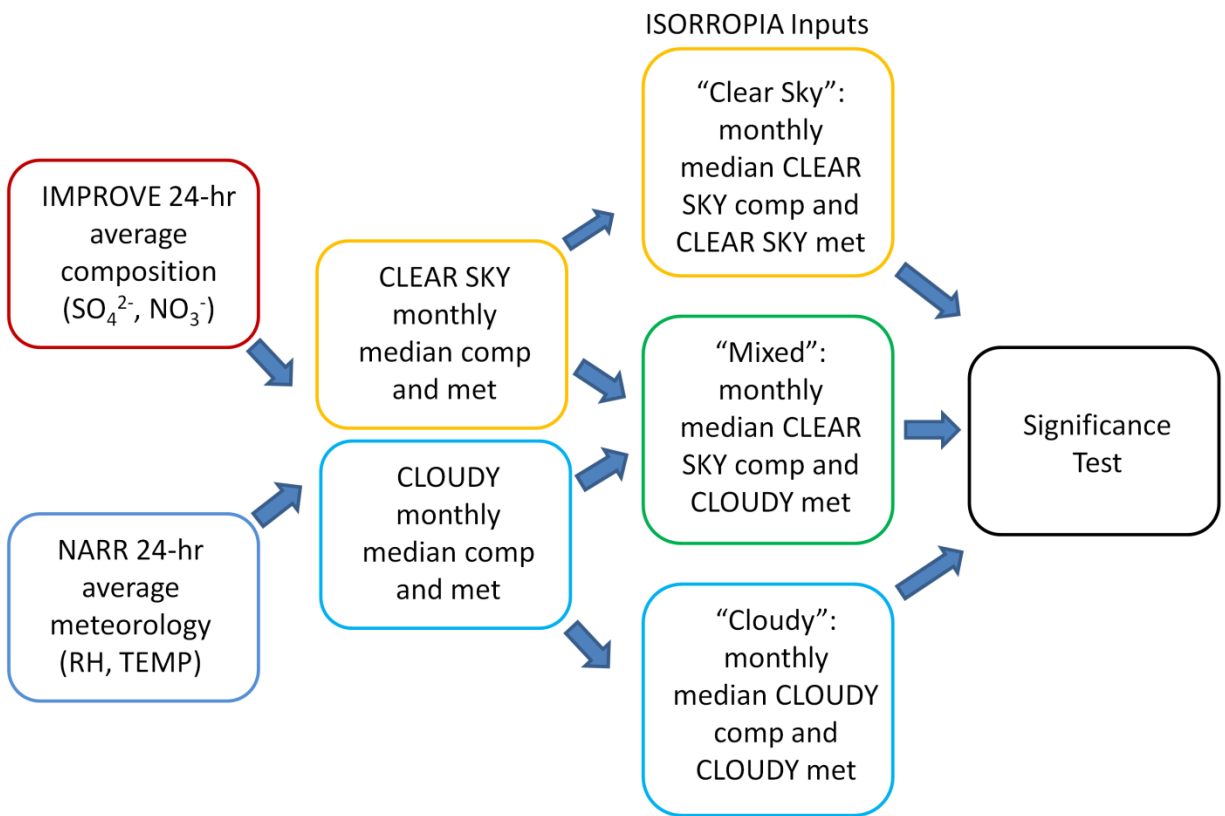 ISORROPIA Inputs
IMPROVE 24-hr
average
composition
(SO₄²⁻, NO₃⁻)
NARR 24-hr
average
meteorology
(RH, TEMP)
CLEAR SKY
monthly
median comp
and met
CLOUDY
monthly
median comp
and met
“Clear Sky”:
monthly
median CLEAR
SKY comp and
CLEAR SKY met
“Mixed”:
monthly
median CLEAR
SKY comp and
CLOUDY met
“Cloudy”:
monthly
median CLOUDY
comp and
CLOUDY met
Significance
Test